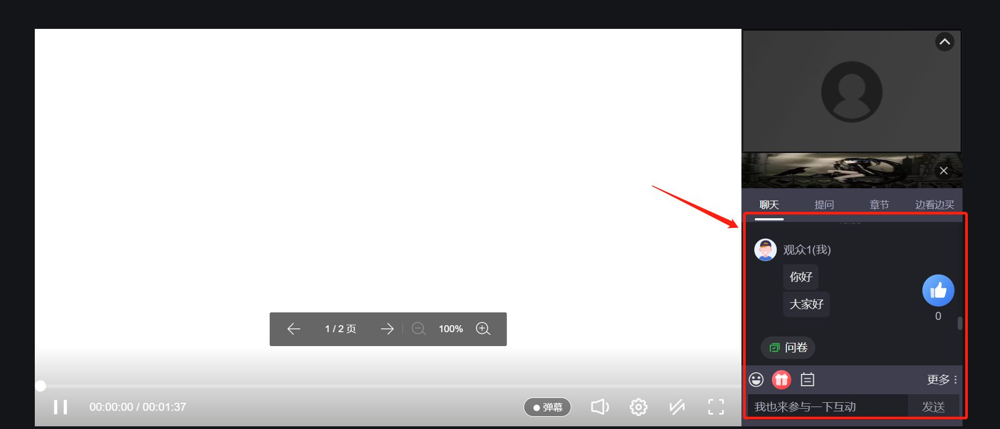 聊天 提问 章节 边看边买
观众1(我)
你好
大家好
0
问卷
更多
我也来参与一下互动 发送
1 / 2 页 100%
00:00:00 / 00:01:37 弹幕